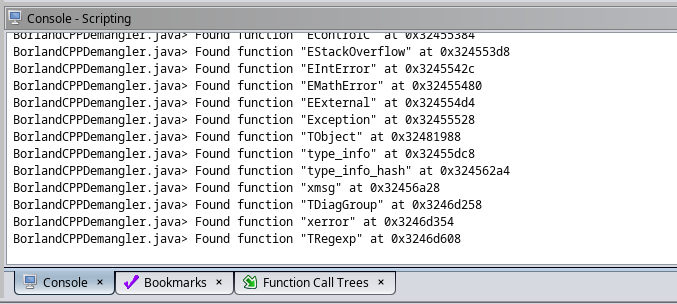 Console - Scripting
BorlandCPPDemangler.java> Found function "EControlC" at 0x32455384
BorlandCPPDemangler.java> Found function "EStackOverflow" at 0x324553d8
BorlandCPPDemangler.java> Found function "EIntError" at 0x3245542c
BorlandCPPDemangler.java> Found function "EMathError" at 0x32455480
BorlandCPPDemangler.java> Found function "EExternal" at 0x324554d4
BorlandCPPDemangler.java> Found function "Exception" at 0x32455528
BorlandCPPDemangler.java> Found function "TObject" at 0x32481988
BorlandCPPDemangler.java> Found function "type_info" at 0x32455dc8
BorlandCPPDemangler.java> Found function "type_info_hash" at 0x324562a4
BorlandCPPDemangler.java> Found function "xmsg" at 0x32456a28
BorlandCPPDemangler.java> Found function "TDiagGroup" at 0x3246d258
BorlandCPPDemangler.java> Found function "xerror" at 0x3246d354
BorlandCPPDemangler.java> Found function "TRegexp" at 0x3246d608
Console × Bookmarks × Function Call Trees ×